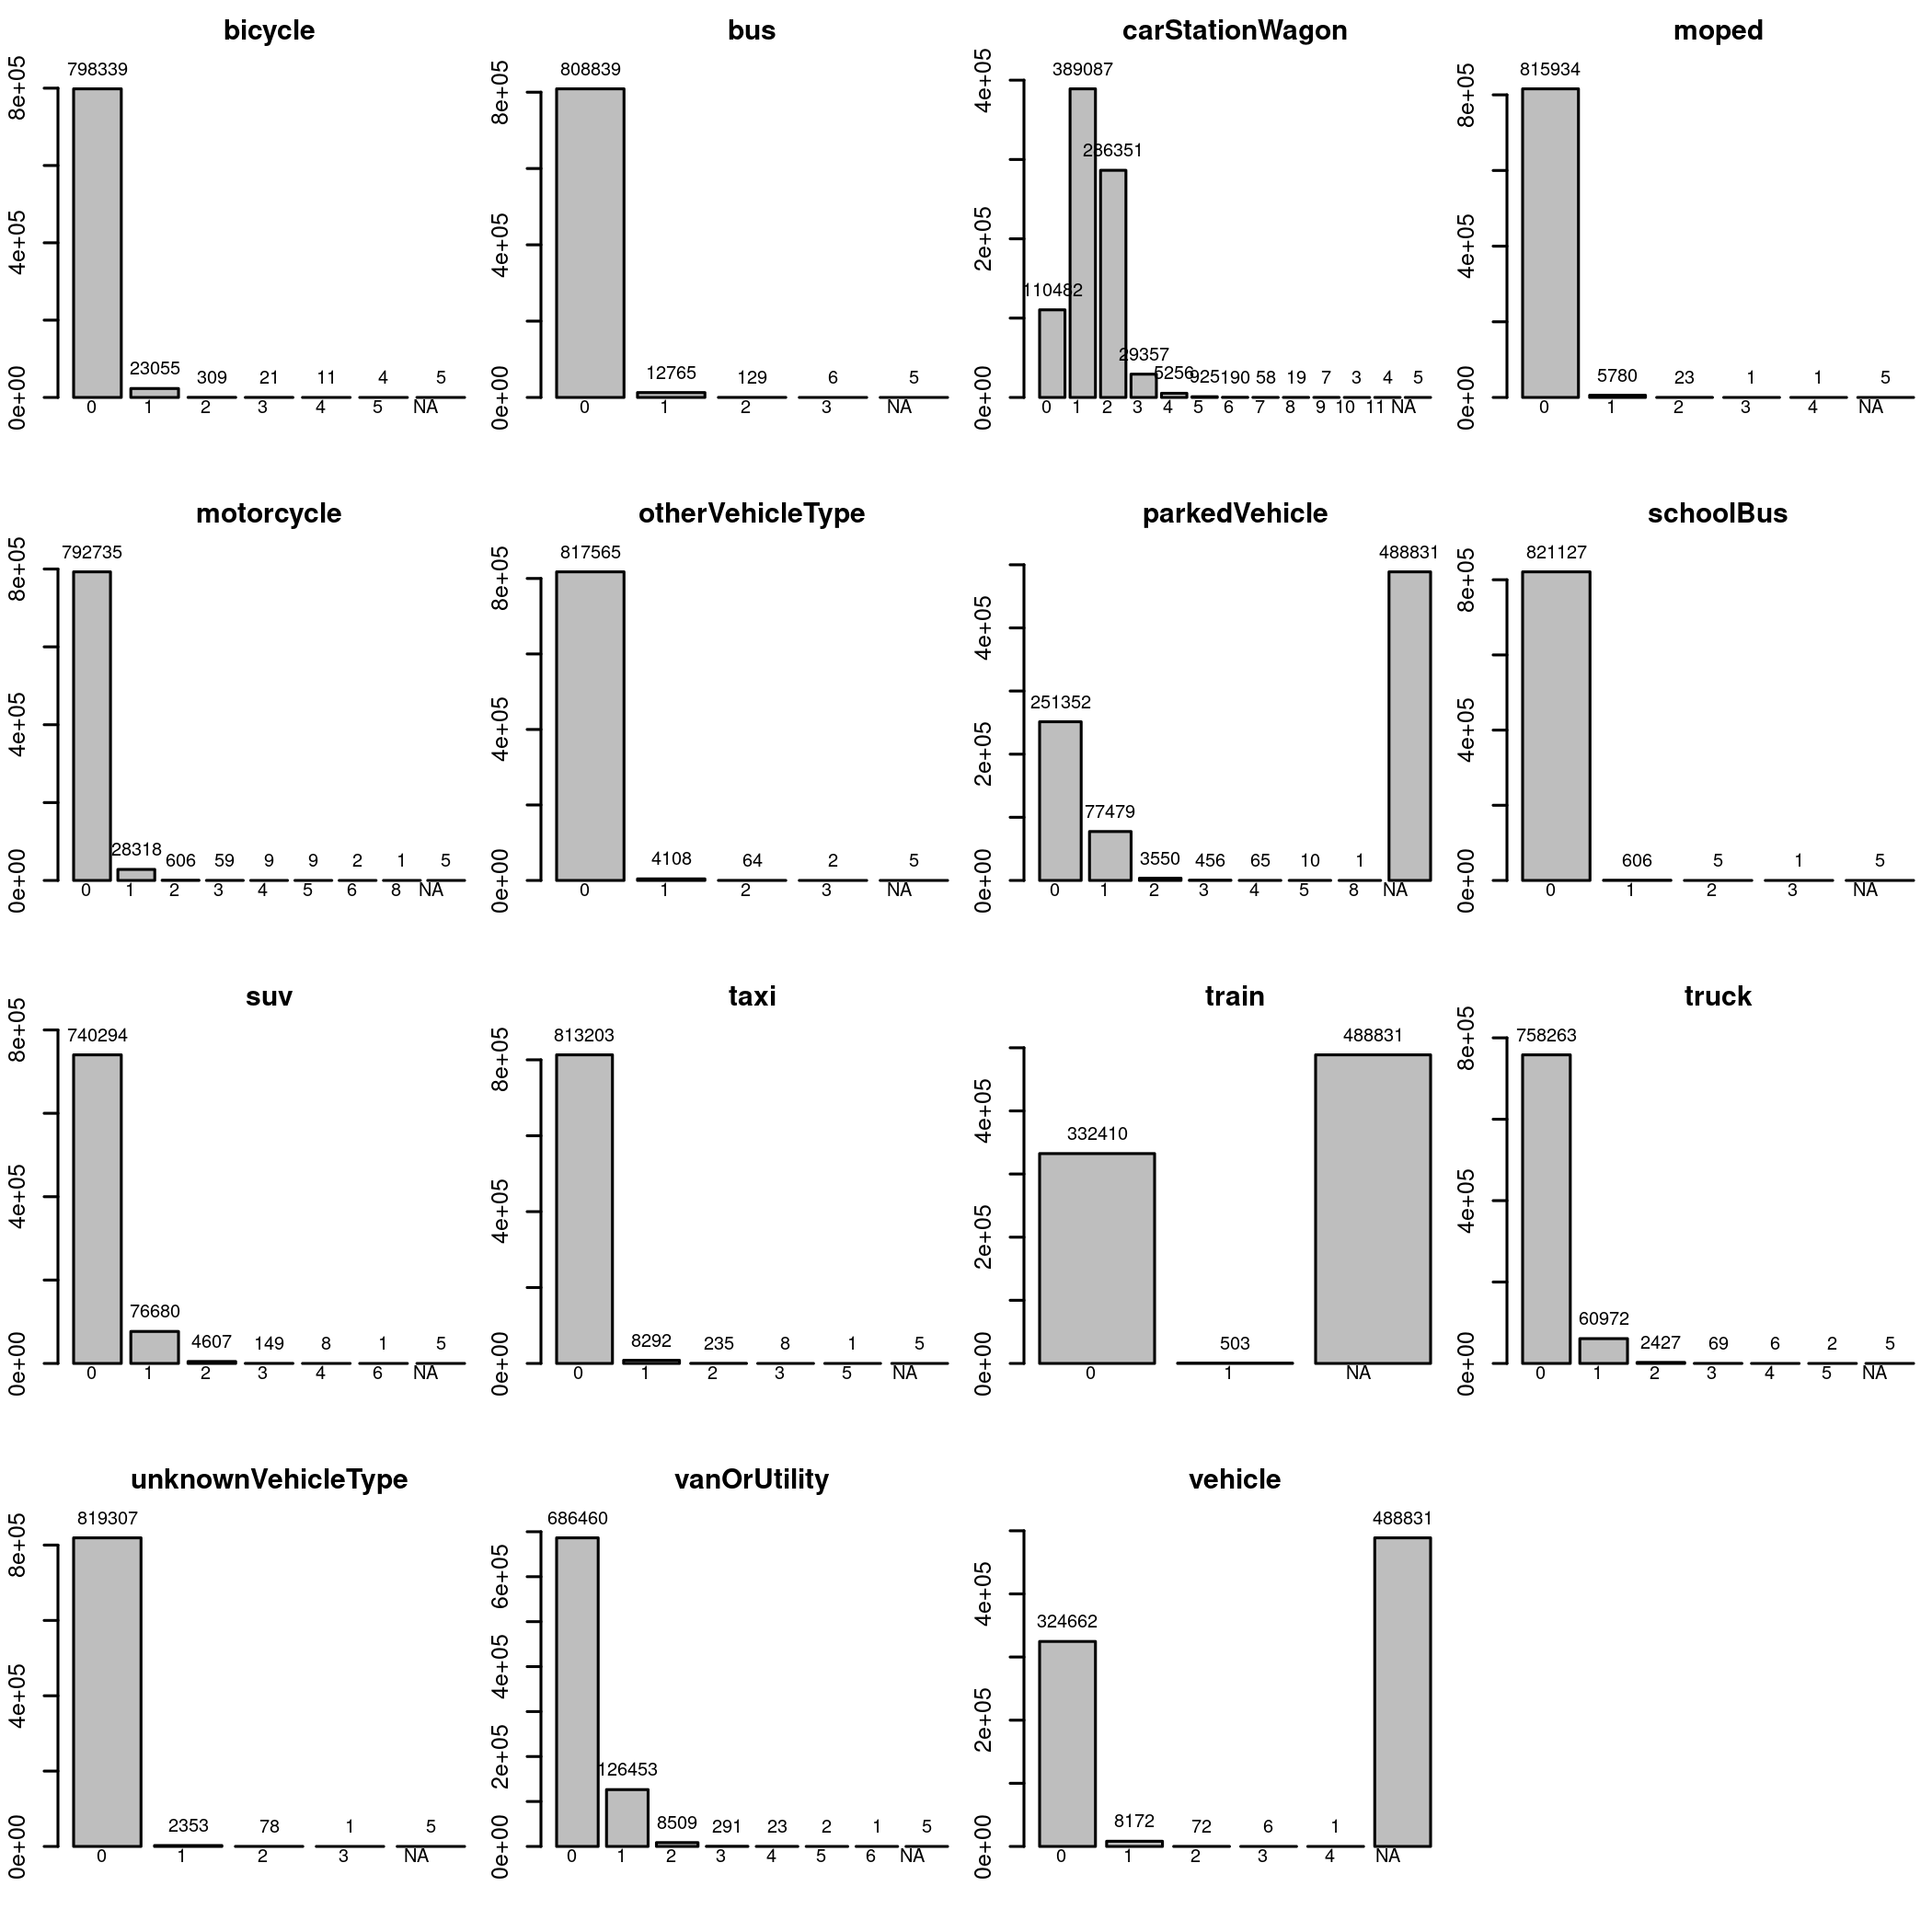 bicycle
798339
23055 309 21 11 4 5
0e+00 4e+05 8e+05
0 1 2 3 4 5 NA
bus
808839
12765 129 6 5
0e+00 4e+05 8e+05
0 1 2 3 NA
carStationWagon
389087
286351
110482
29357 5256 925 190 58 19 7 3 4 5
0e+00 2e+05 4e+05
0 1 2 3 4 5 6 7 8 9 10 11 NA
moped
815934
5780 23 1 1 5
0e+00 4e+05 8e+05
0 1 2 3 4 NA
motorcycle
792735
28318 606 59 9 9 2 1 5
0e+00 4e+05 8e+05
0 1 2 3 4 5 6 8 NA
otherVehicleType
817565
4108 64 2 5
0e+00 4e+05 8e+05
0 1 2 3 NA
parkedVehicle
488831
251352
77479
3550 456 65 10 1
0e+00 2e+05 4e+05
0 1 2 3 4 5 8 NA
schoolBus
821127
606 5 1 5
0e+00 4e+05 8e+05
0 1 2 3 NA
suv
740294
76680
4607 149 8 1 5
0e+00 4e+05 8e+05
0 1 2 3 4 6 NA
taxi
813203
8292 235 8 1 5
0e+00 4e+05 8e+05
0 1 2 3 5 NA
train
488831
332410
503
0e+00 2e+05 4e+05
0 1 NA
truck
758263
60972
2427 69 6 2 5
0e+00 4e+05 8e+05
0 1 2 3 4 5 NA
unknownVehicleType
819307
2353 78 1 5
0e+00 4e+05 8e+05
0 1 2 3 NA
vanOrUtility
686460
126453
8509 291 23 2 1 5
0e+00 2e+05 4e+05 6e+05
0 1 2 3 4 5 6 NA
vehicle
488831
324662
8172 72 6 1
0e+00 2e+05 4e+05
0 1 2 3 4 NA